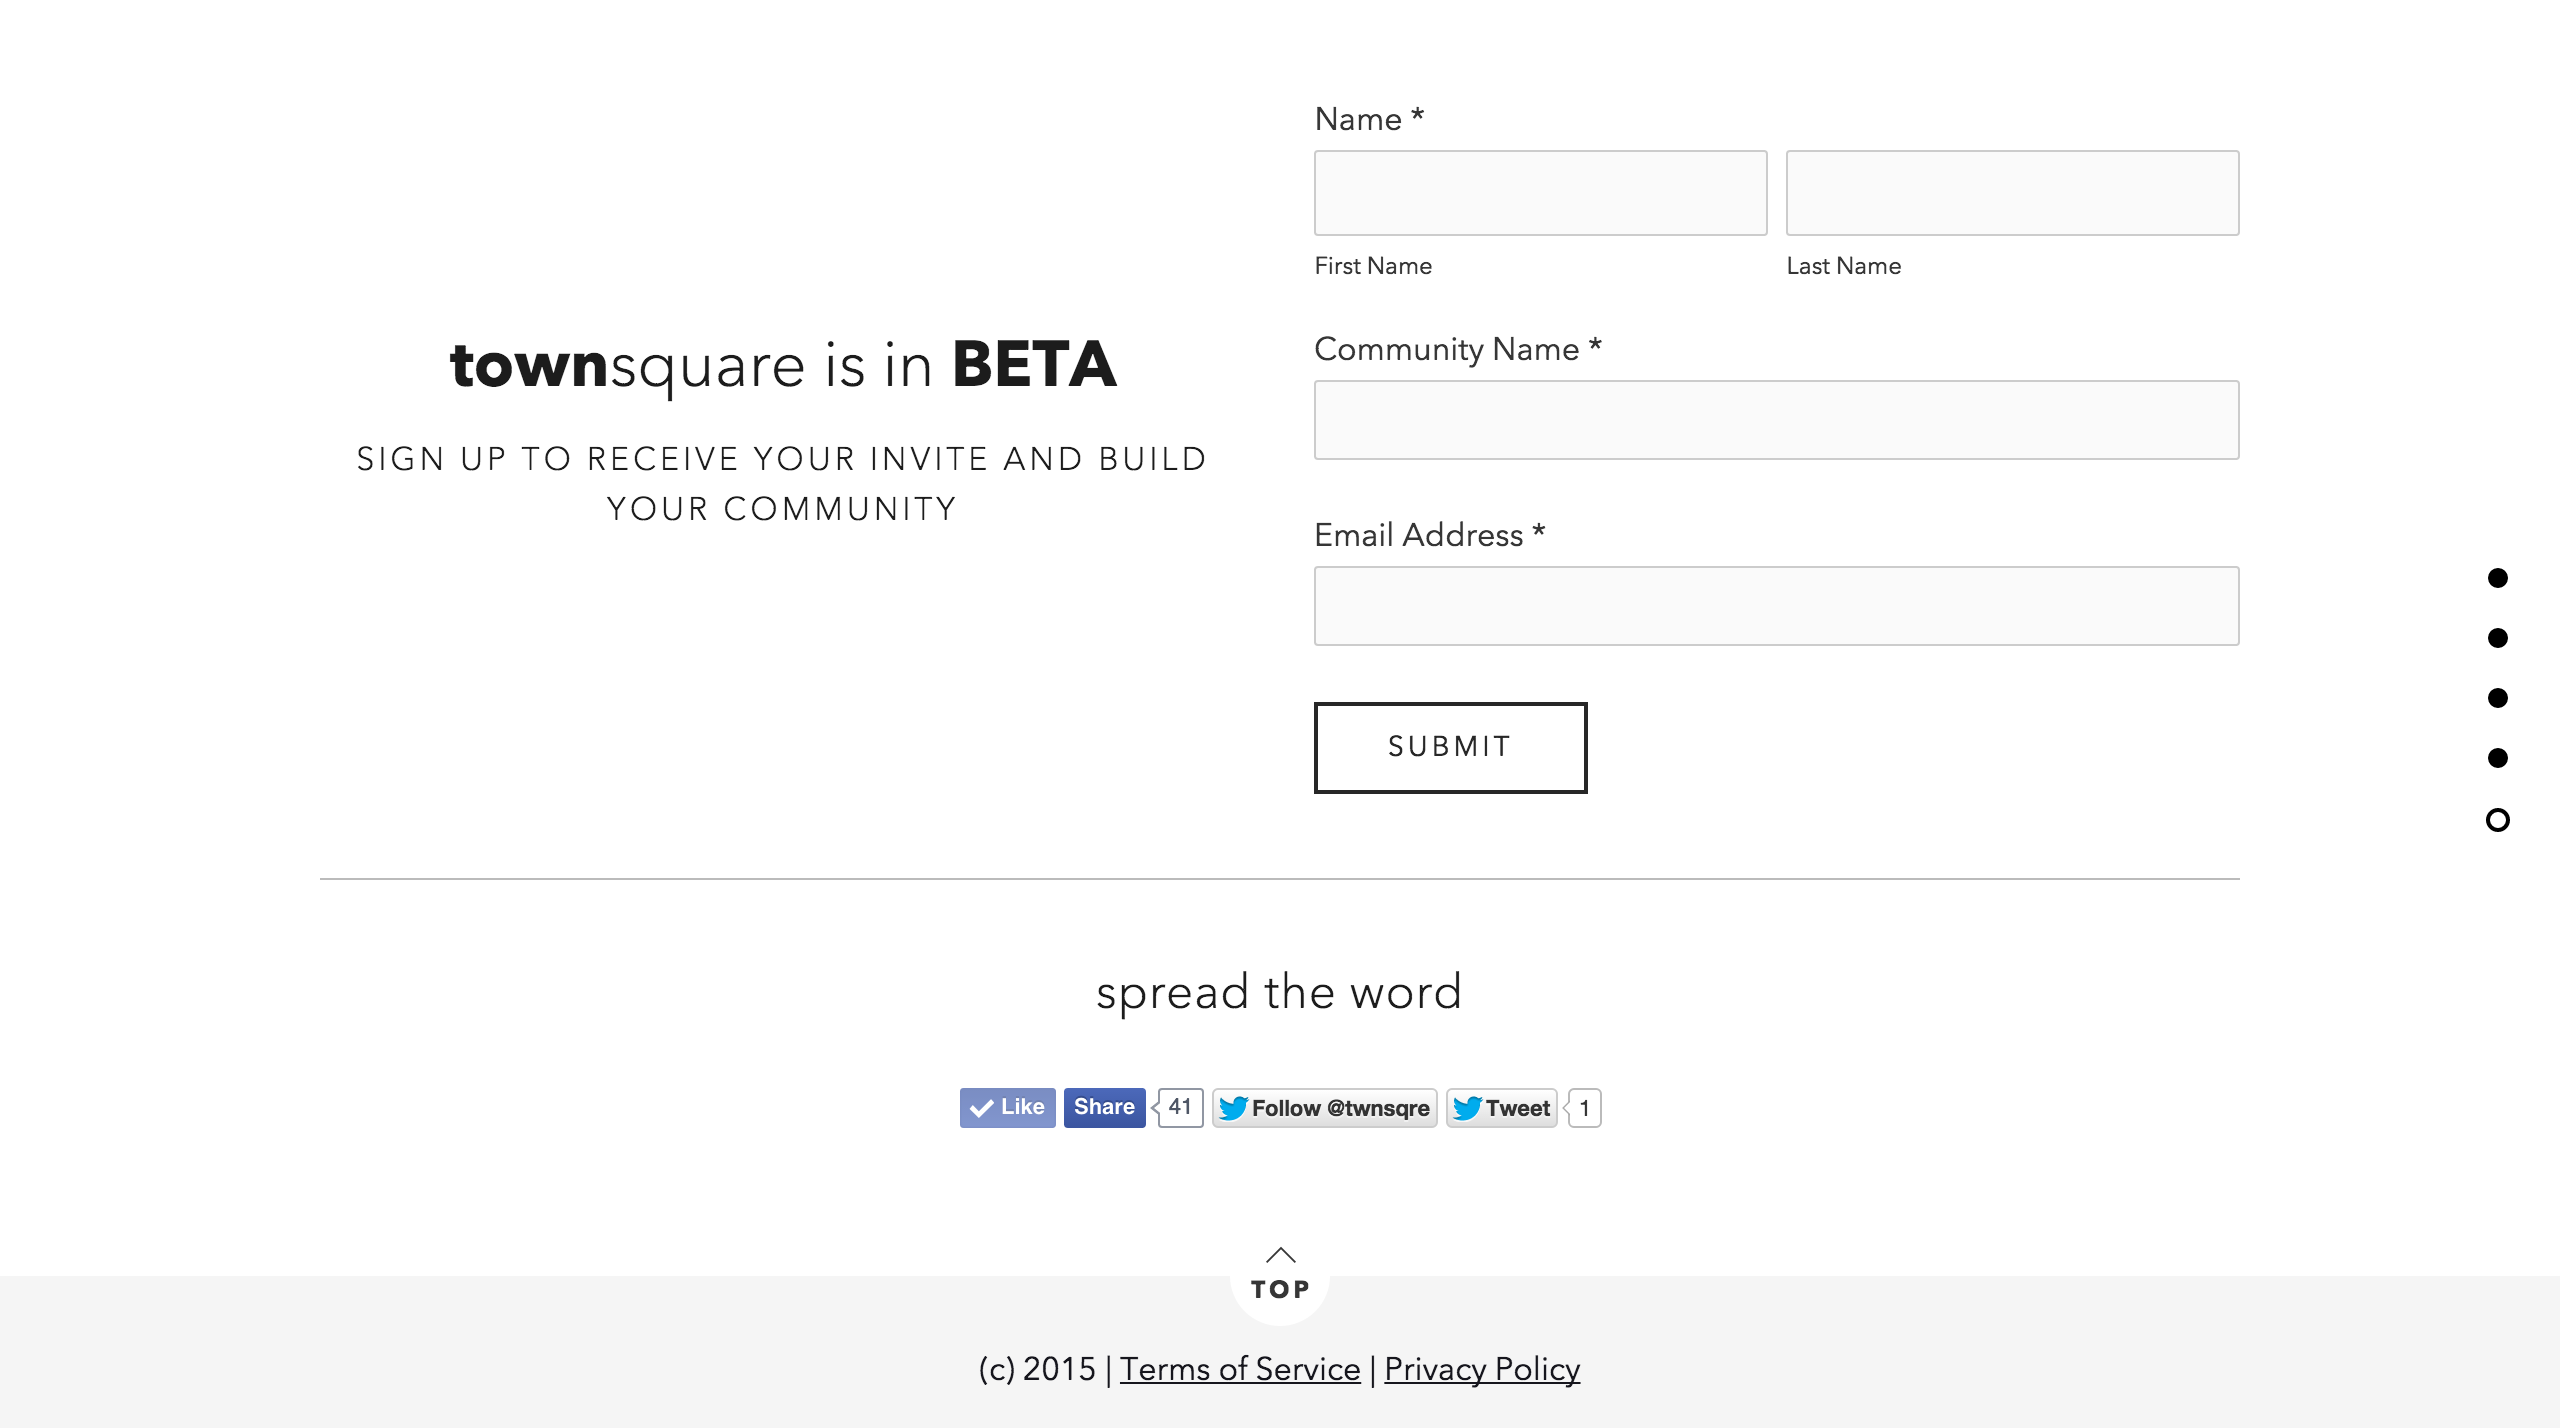 townsquare is in BETA
SIGN UP TO RECEIVE YOUR INVITE AND BUILD
YOUR COMMUNITY
Name *
First Name
Last Name
Community Name *
Email Address *
SUBMIT
spread the word
Like Share 41 Follow @twnsqre Tweet 1
TOP
(c) 2015 | Terms of Service | Privacy Policy